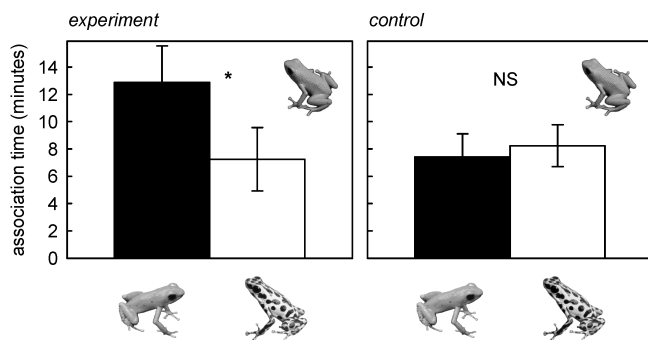 experiment
control
association time (minutes)
14
12
10
8
6
4
2
0
*
NS